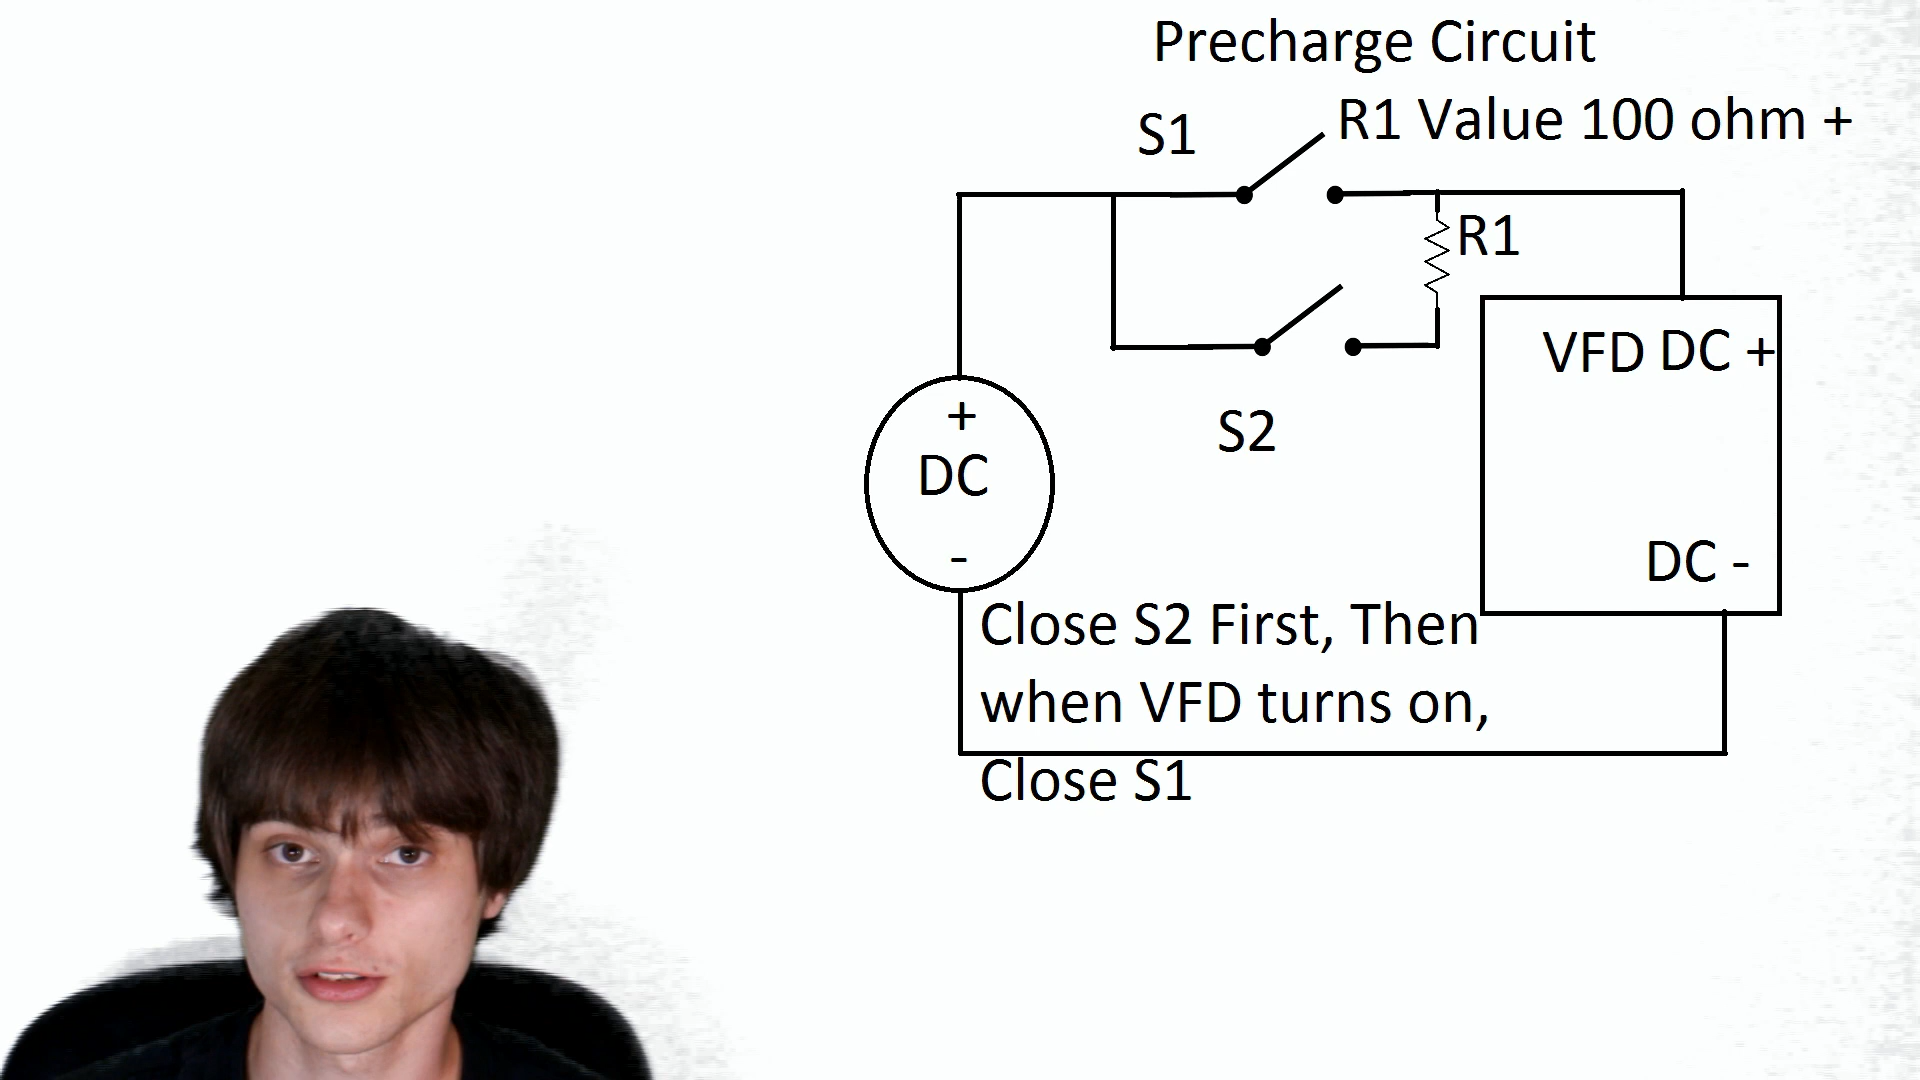 Precharge Circuit
R1 Value 100 ohm +
S1
R1
VFD DC +
+
DC
-
S2
DC -
Close S2 First, Then
when VFD turns on,
Close S1